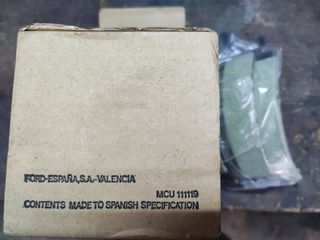 FORD-ESPAÑA,S.A.-VALENCIA
MCU 111119
CONTENTS MADE TO SPANISH SPECIFICATION